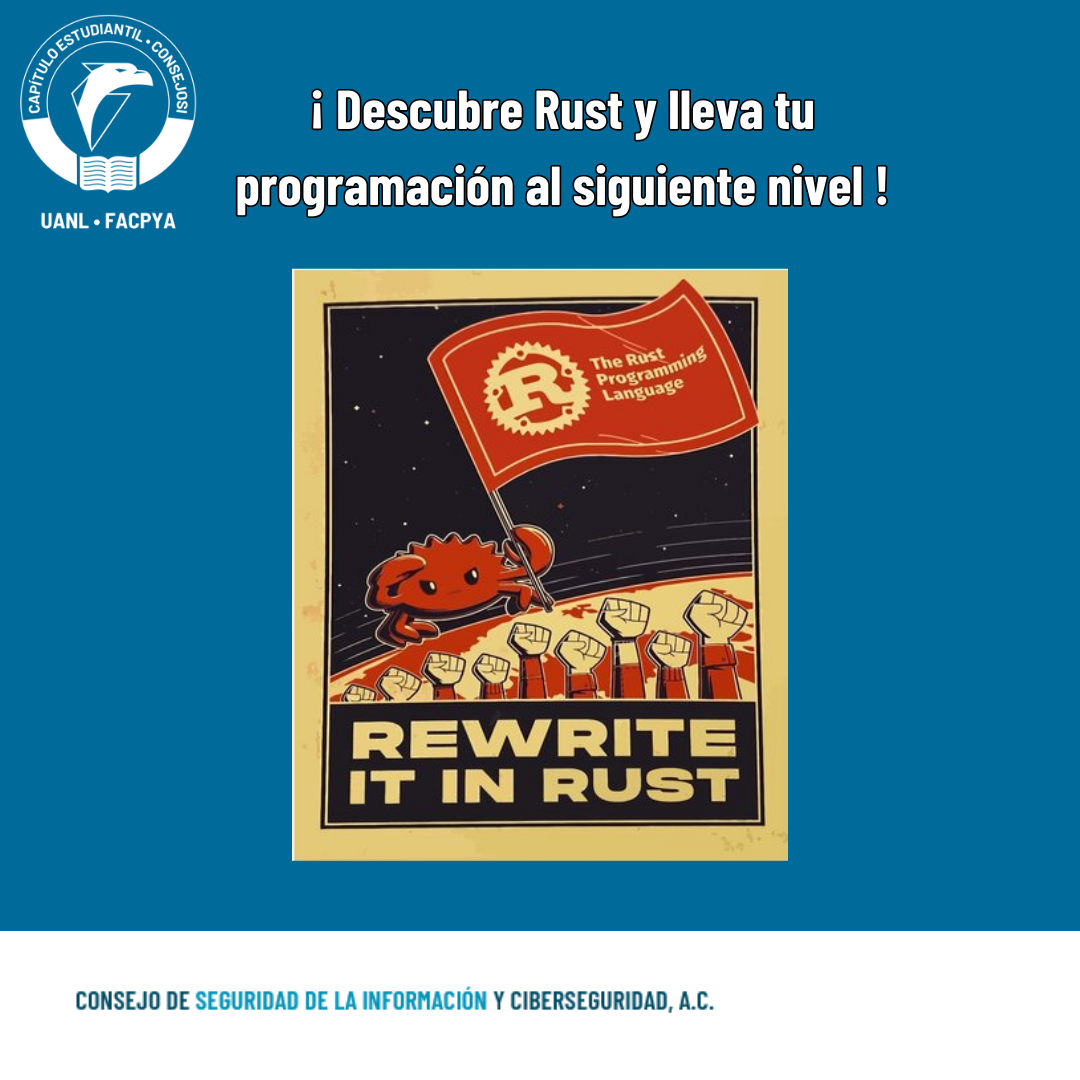 CAPÍTULO ESTUDIANTIL • CONSEJOSI
UANL • FACPYA
¡ Descubre Rust y lleva tu
programación al siguiente nivel !
R
The Rust
Programming
Language
REWRITE
IT IN RUST
CONSEJO DE SEGURIDAD DE LA INFORMACIÓN Y CIBERSEGURIDAD, A.C.